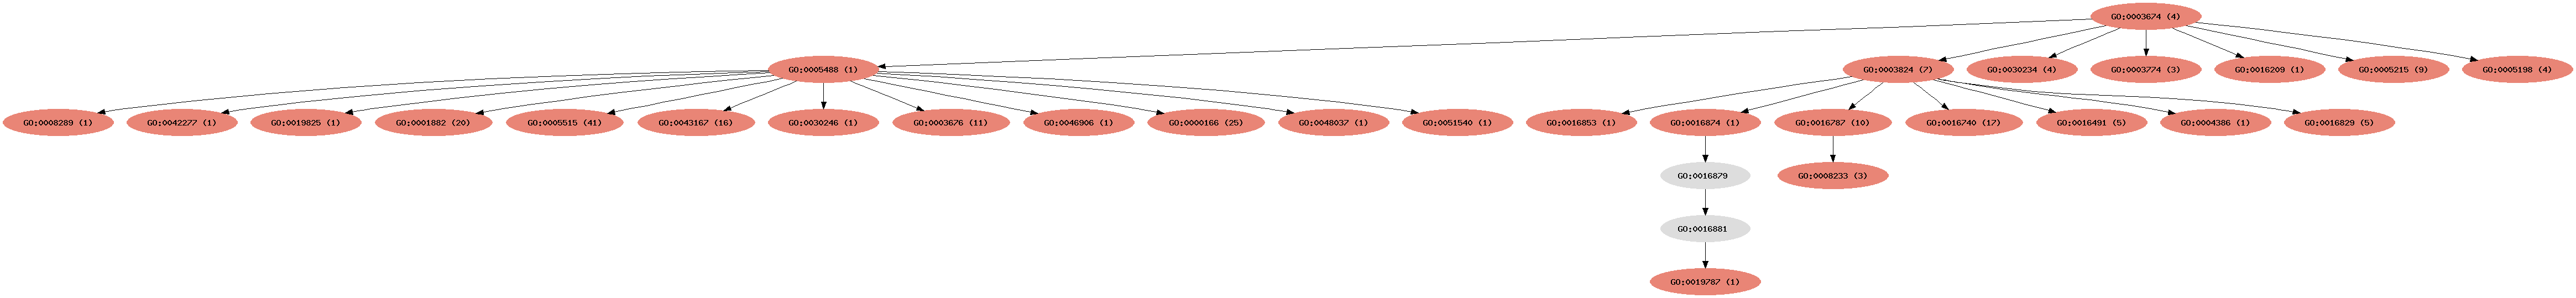 GO:0003674 (4)
GO:0005488 (1)
GO:0003824 (7)
GO:0030234 (4)
GO:0003774 (3)
GO:0016209 (1)
GO:0005215 (9)
GO:0005198 (4)
GO:0008289 (1)
GO:0042277 (1)
GO:0019825 (1)
GO:0001882 (20)
GO:0005515 (41)
GO:0043167 (16)
GO:0030246 (1)
GO:0003676 (11)
GO:0046906 (1)
GO:0000166 (25)
GO:0048037 (1)
GO:0051540 (1)
GO:0016853 (1)
GO:0016874 (1)
GO:0016787 (10)
GO:0016740 (17)
GO:0016491 (5)
GO:0004386 (1)
GO:0016829 (5)
GO:0016879
GO:0008233 (3)
GO:0016881
GO:0019787 (1)